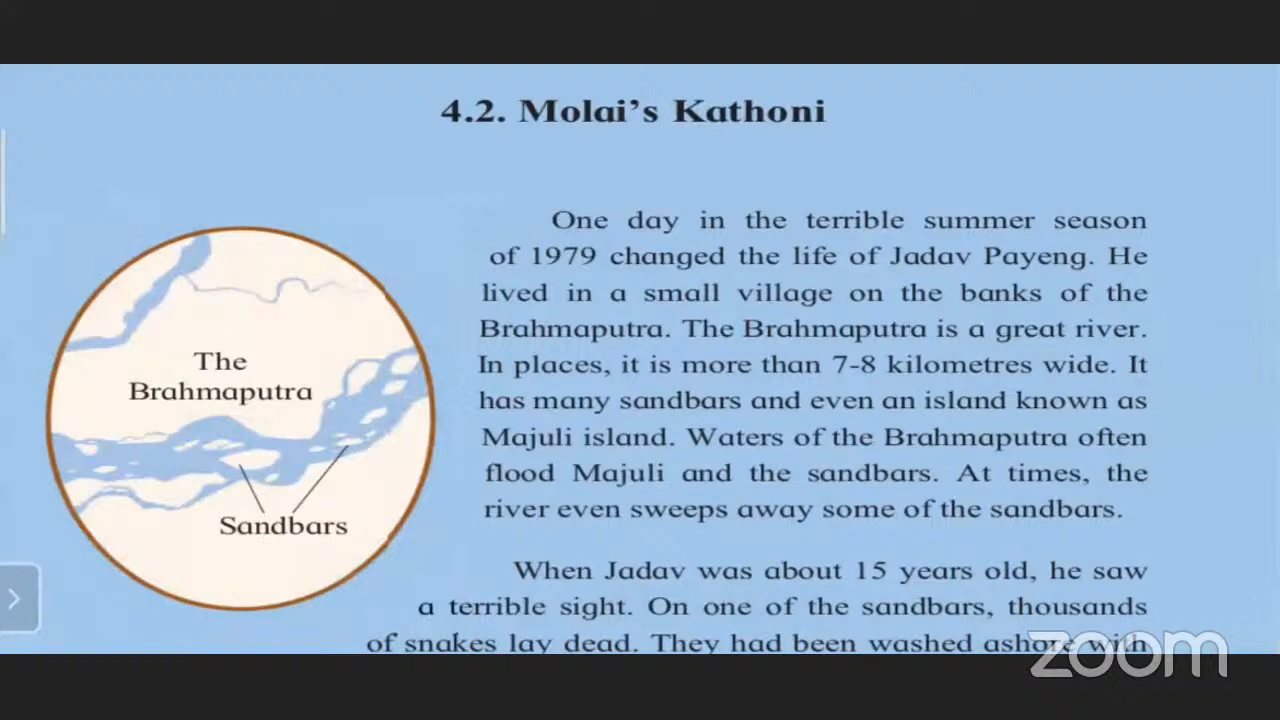 4.2. Molai's Kathoni
One day in the terrible summer season
of 1979 changed the life of Jadav Payeng. He
lived in a small village on the banks of the
Brahmaputra. The Brahmaputra is a great river.
In places, it is more than 7-8 kilometres wide. It
has many sandbars and even an island known as
Majuli island. Waters of the Brahmaputra often
flood Majuli and the sandbars. At times, the
river even sweeps away some of the sandbars.
The
Brahmaputra
Sandbars
When Jadav was about 15 years old, he saw
a terrible sight. On one of the sandbars, thousands
of snakes lay dead. They had been washed ashore with
zoom